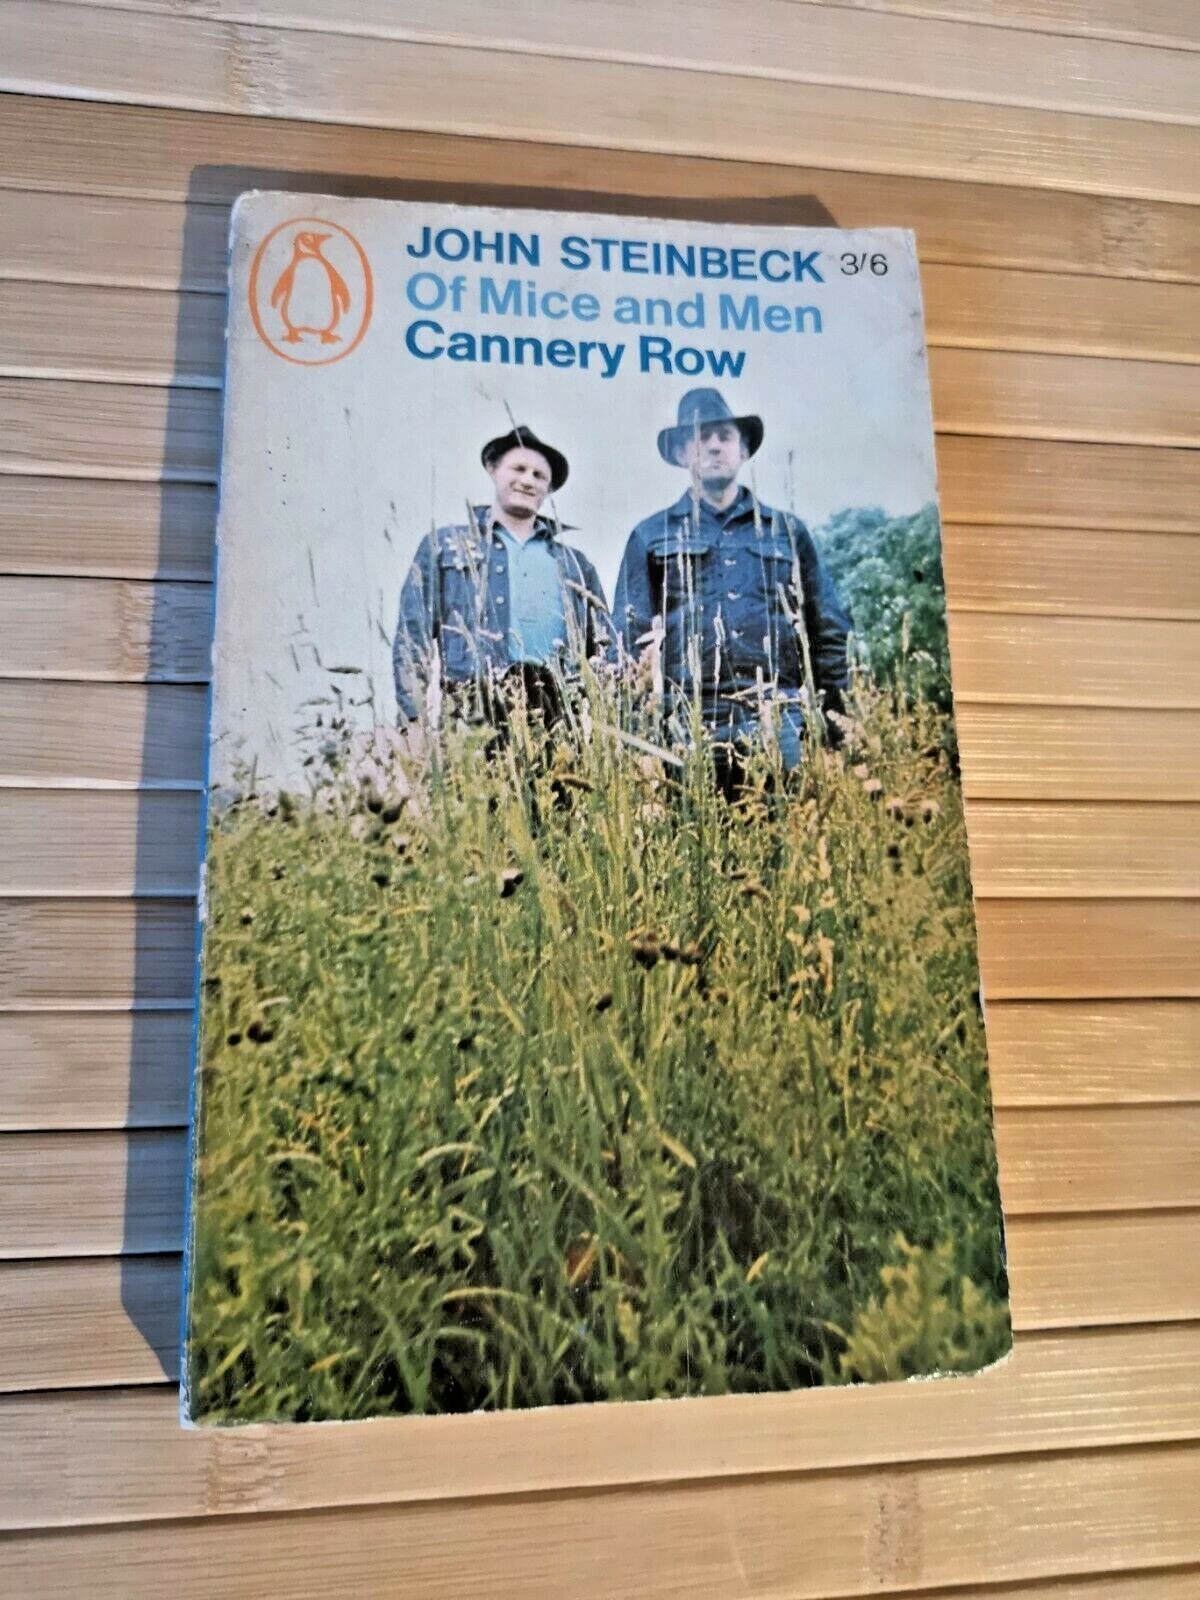 JOHN STEINBECK 3/6
Of Mice and Men
Cannery Row